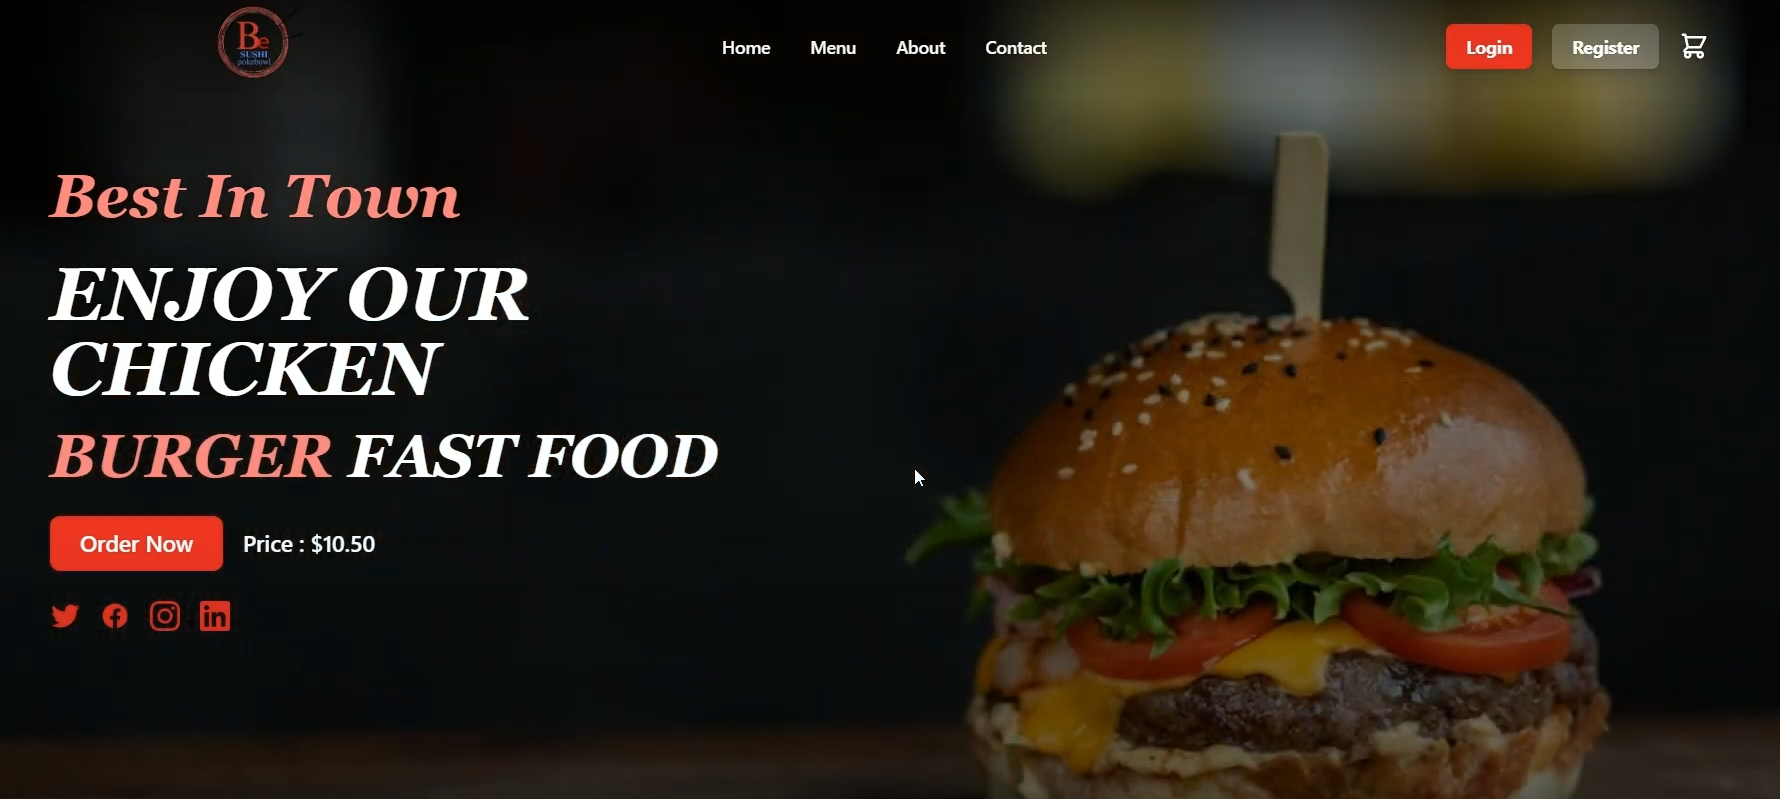 Be
SUSHI
pokebowl
Home Menu About Contact
Login Register
Best In Town
ENJOY OUR
CHICKEN
BURGER FAST FOOD
Order Now Price : $10.50